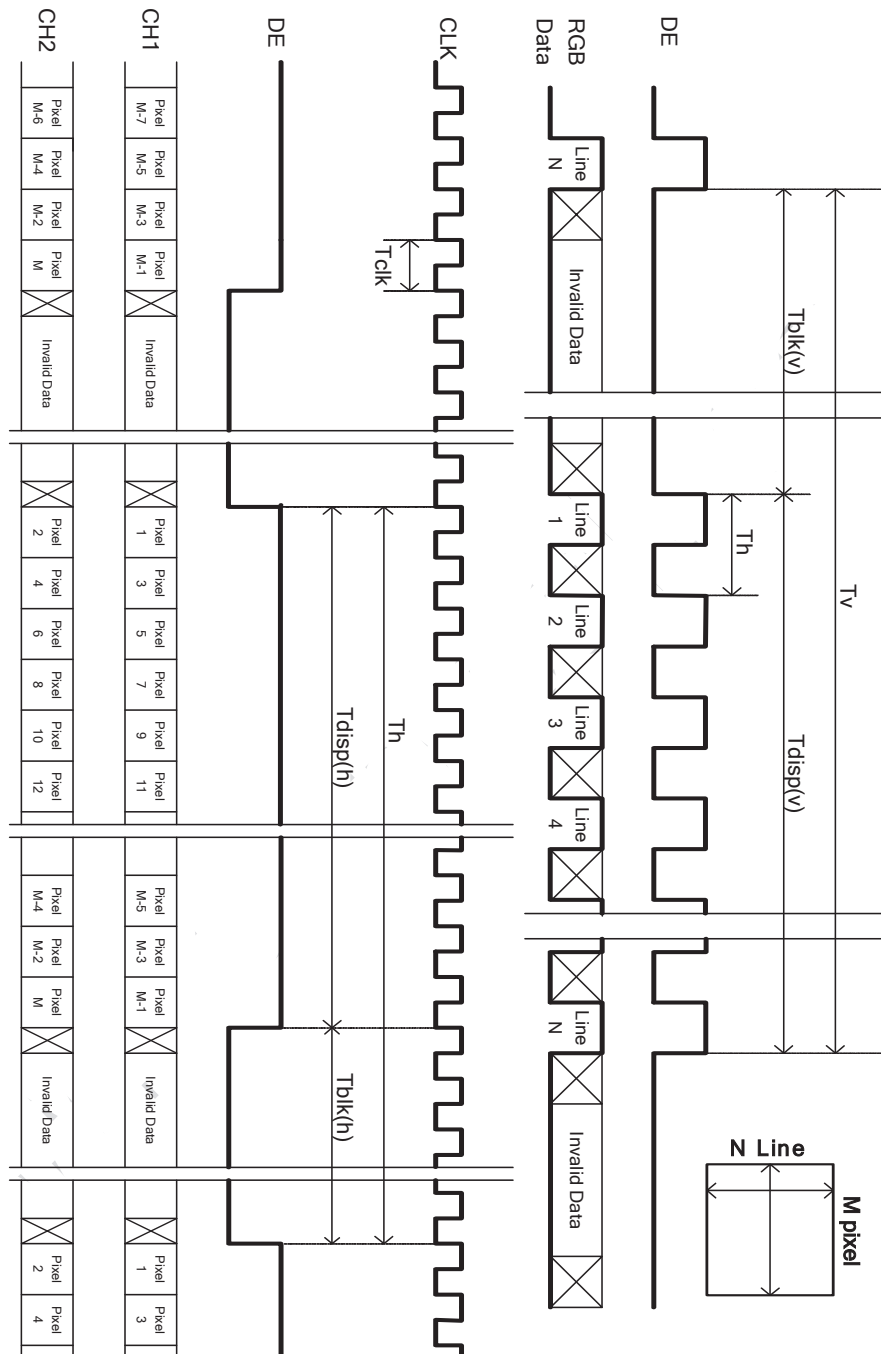 Tv
Tblk(v)
Tdisp(v)
Th
DE
RGB
Data
Line
N
Invalid Data
Line
1
Line
2
Line
3
Line
4
Line
N
Invalid Data
N Line
M pixel
CLK
Tclk
Th
Tdisp(h)
Tblk(h)
DE
CH1
Pixel
M-7
Pixel
M-5
Pixel
M-3
Pixel
M-1
Invalid Data
Pixel
1
Pixel
3
Pixel
5
Pixel
7
Pixel
9
Pixel
11
Pixel
M-5
Pixel
M-3
Pixel
M-1
Invalid Data
Pixel
1
Pixel
3
CH2
Pixel
M-6
Pixel
M-4
Pixel
M-2
Pixel
M
Invalid Data
Pixel
2
Pixel
4
Pixel
6
Pixel
8
Pixel
10
Pixel
12
Pixel
M-4
Pixel
M-2
Pixel
M
Invalid Data
Pixel
2
Pixel
4